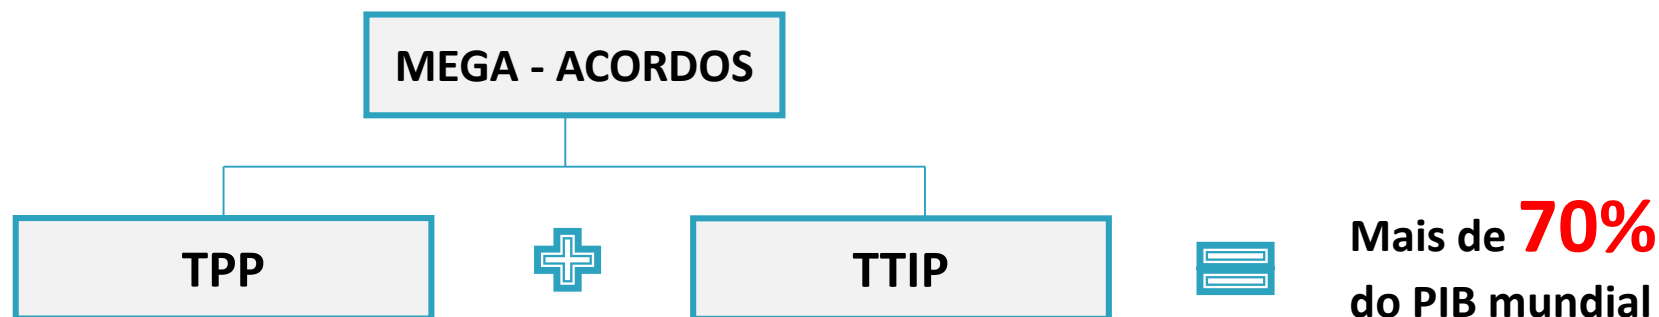 MEGA - ACORDOS
TPP
TTIP
Mais de 70%
do PIB mundial